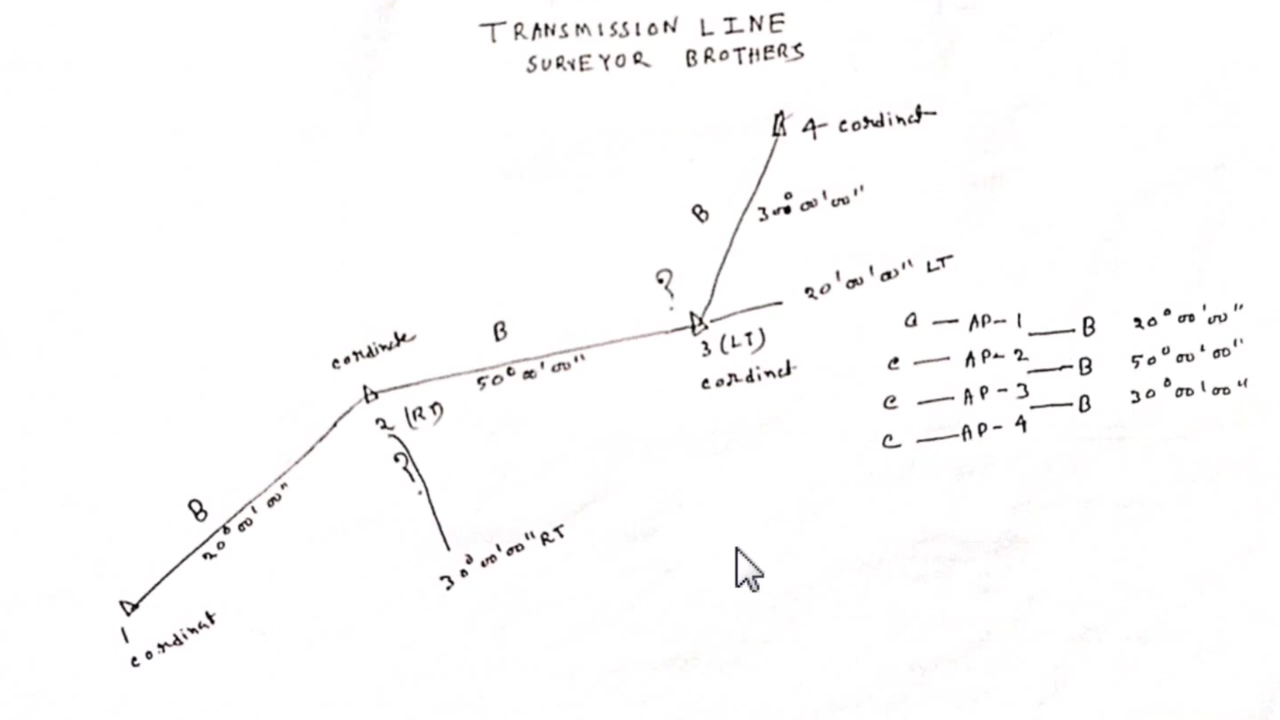 TRANSMISSION LINE
SURVEYOR BROTHERS
4 cordinat
B
30°00'00"
?
20'00'00" LT
B
cordinate
3 (LT)
cordinct
50°00'00"
2 (RT)
?
B
20°00'00"
30°00'00" RT
1
cordinat
AP-1 B 20°00'00"
c AP-2 B 50°00'00"
c AP-3 B 30°00'00"
c AP-4